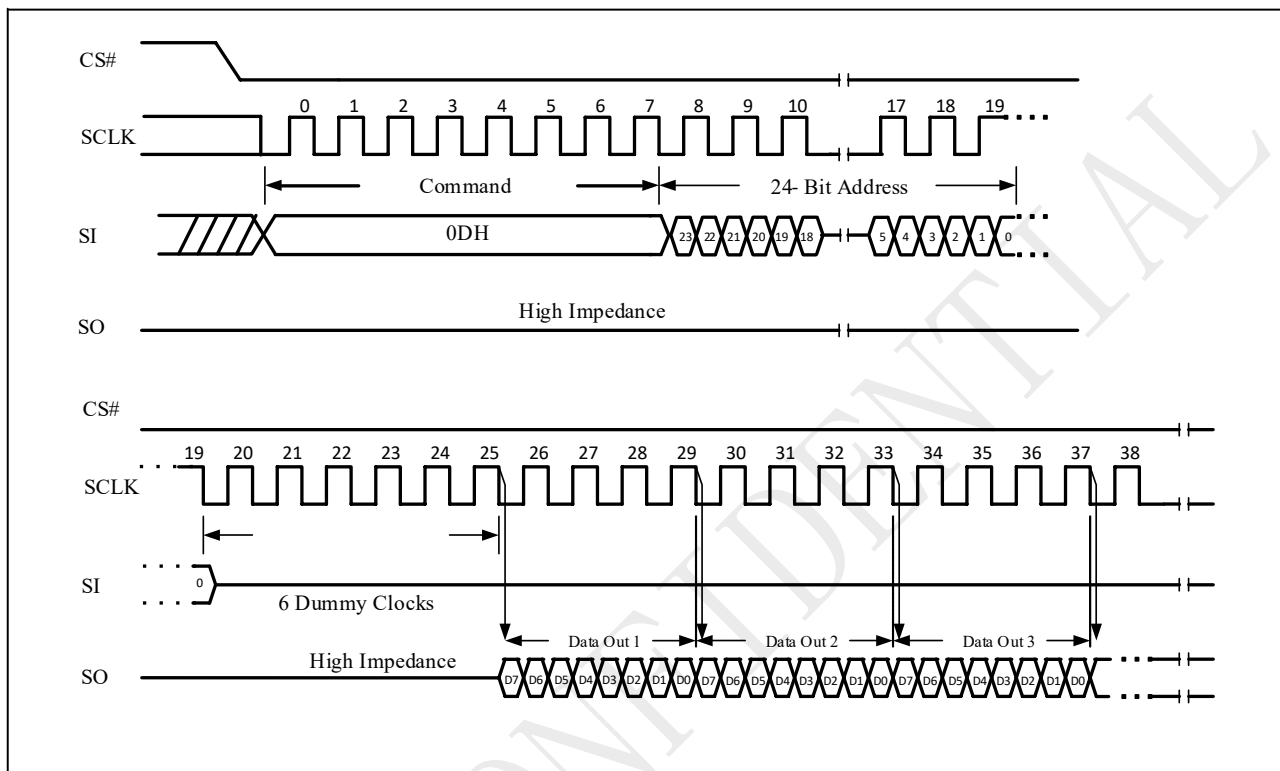 CS#
0 1 2 3 4 5 6 7 8 9 10 17 18 19
SCLK
Command 24- Bit Address
SI 0DH 23 22 21 20 19 18 5 4 3 2 1 0
High Impedance
SO
CS#
19 20 21 22 23 24 25 26 27 28 29 30 31 32 33 34 35 36 37 38
SCLK
SI 0
6 Dummy Clocks
Data Out 1 Data Out 2 Data Out 3
High Impedance
SO D7 D6 D5 D4 D3 D2 D1 D0 D7 D6 D5 D4 D3 D2 D1 D0 D7 D6 D5 D4 D3 D2 D1 D0
CONFIDENTIAL